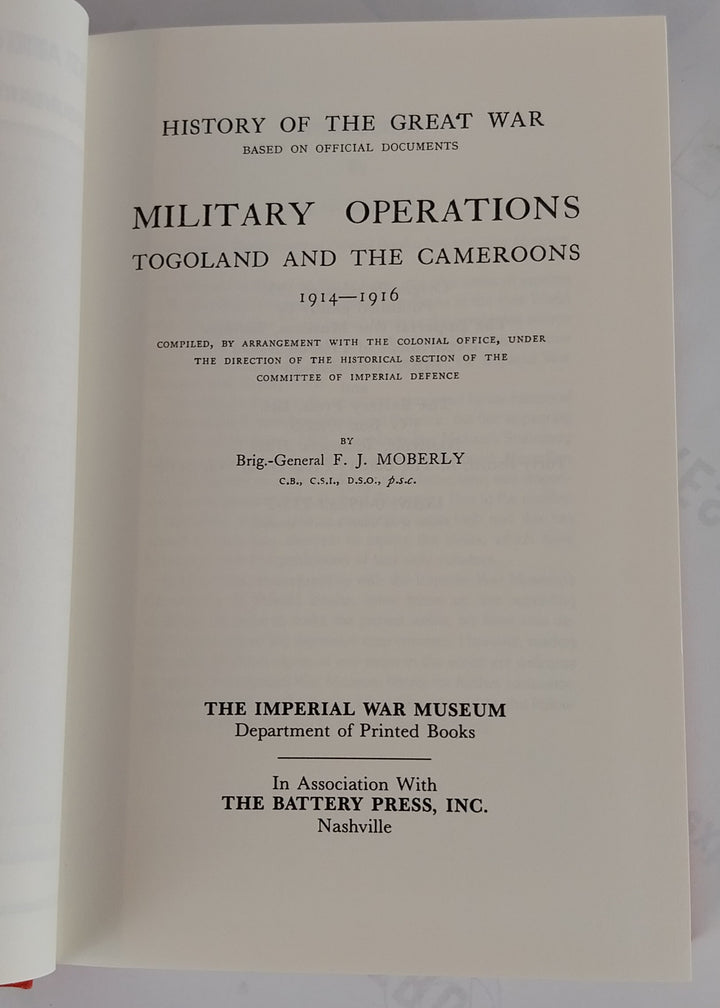 HISTORY OF THE GREAT WAR
BASED ON OFFICIAL DOCUMENTS
MILITARY OPERATIONS
TOGOLAND AND THE CAMEROONS
1914—1916
COMPILED, BY ARRANGEMENT WITH THE COLONIAL OFFICE, UNDER
THE DIRECTION OF THE HISTORICAL SECTION OF THE
COMMITTEE OF IMPERIAL DEFENCE
BY
Brig.-General F. J. MOBERLY
C.B., C.S.I., D.S.O., p.s.c.
THE IMPERIAL WAR MUSEUM
Department of Printed Books
In Association With
THE BATTERY PRESS, INC.
Nashville